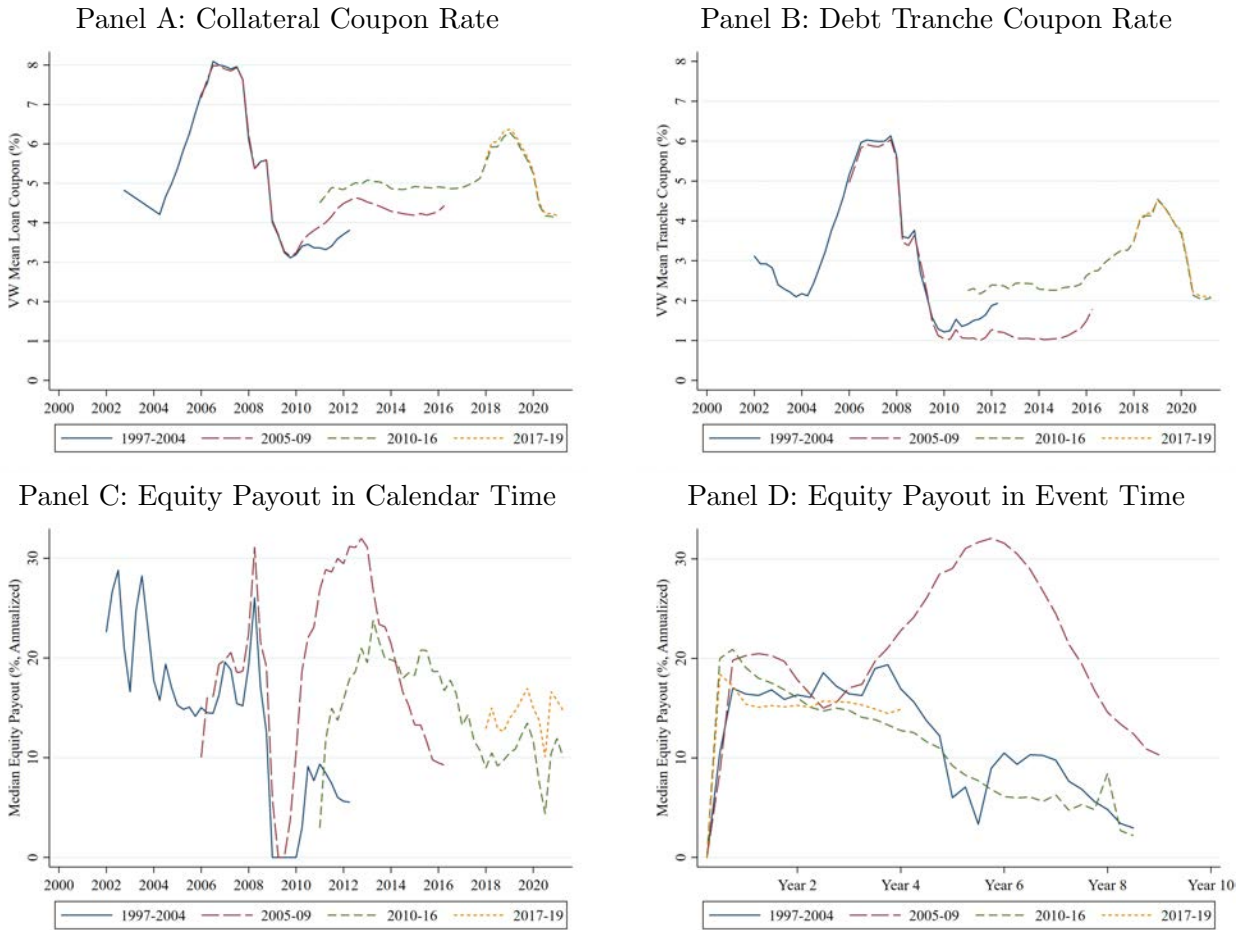 Panel A: Collateral Coupon Rate
VW Mean Loan Coupon (%)
8
7
6
5
4
3
2
1
0
2000 2002 2004 2006 2008 2010 2012 2014 2016 2018 2020
1997-2004 2005-09 2010-16 2017-19
Panel B: Debt Tranche Coupon Rate
VW Mean Tranche Coupon (%)
8
7
6
5
4
3
2
1
0
2000 2002 2004 2006 2008 2010 2012 2014 2016 2018 2020
1997-2004 2005-09 2010-16 2017-19
Panel C: Equity Payout in Calendar Time
Median Equity Payout (%, Annualized)
30
20
10
0
2000 2002 2004 2006 2008 2010 2012 2014 2016 2018 2020
1997-2004 2005-09 2010-16 2017-19
Panel D: Equity Payout in Event Time
Median Equity Payout (%, Annualized)
30
20
10
0
Year 2 Year 4 Year 6 Year 8 Year 10
1997-2004 2005-09 2010-16 2017-19